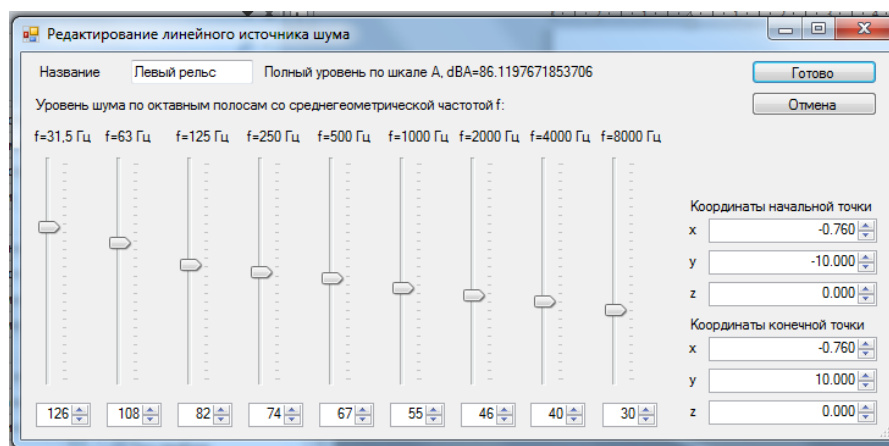 Редактирование линейного источника шума
Название Левый рельс Полный уровень по шкале A, dBA=86.1197671853706 Готово
Уровень шума по октавным полосам со среднегеометрической частотой f: Отмена
f=31,5 Гц f=63 Гц f=125 Гц f=250 Гц f=500 Гц f=1000 Гц f=2000 Гц f=4000 Гц f=8000 Гц
Координаты начальной точки
x -0.760
y -10.000
z 0.000
Координаты конечной точки
x -0.760
y 10.000
z 0.000
126 108 82 74 67 55 46 40 30